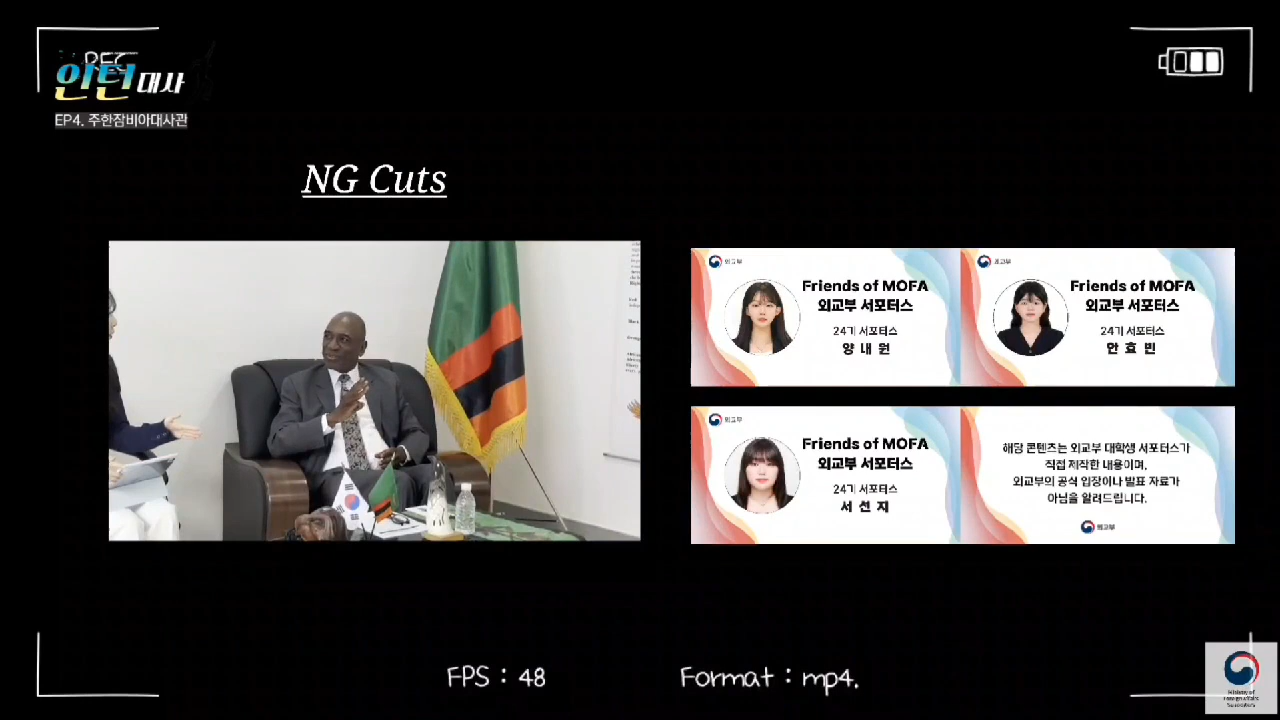 REC
인턴 대사
EP4. 주한잠비아대사관
NG Cuts
외교부
Friends of MOFA
외교부 서포터스
24기 서포터스
양 내 원
외교부
Friends of MOFA
외교부 서포터스
24기 서포터스
안 효 빈
외교부
Friends of MOFA
외교부 서포터스
24기 서포터스
서 선 지
해당 콘텐츠는 외교부 대학생 서포터스가
직접 제작한 내용이며,
외교부의 공식 입장이나 발표 자료가
아님을 알려드립니다.
외교부
FPS : 48
Format : mp4.
Ministry of
Foreign Affairs
Supporters